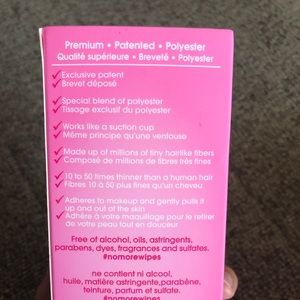 Premium • Patented • Polyester
Qualité supérieure • Breveté • Polyester
Exclusive patent
Brevet déposé
Special blend of polyester
Tissage exclusif du polyester
Works like a suction cup
Même principe qu'une ventouse
Made up of millions of tiny hairlike fibers
Composé de millions de fibres très fines
10 to 50 times thinner than a human hair
Fibres 10 à 50 plus fines qu'un cheveu
Adheres to makeup and gently pulls it
up and out of the skin
Adhère à votre maquillage pour le retirer
de votre peau tout en douceur
Free of alcohol, oils, astringents,
parabens, dyes, fragrances and sulfates.
#nomorewipes
ne contient ni alcool,
huile, matière astringente, parabène,
teinture, parfum et sulfate.
#nomorewipes